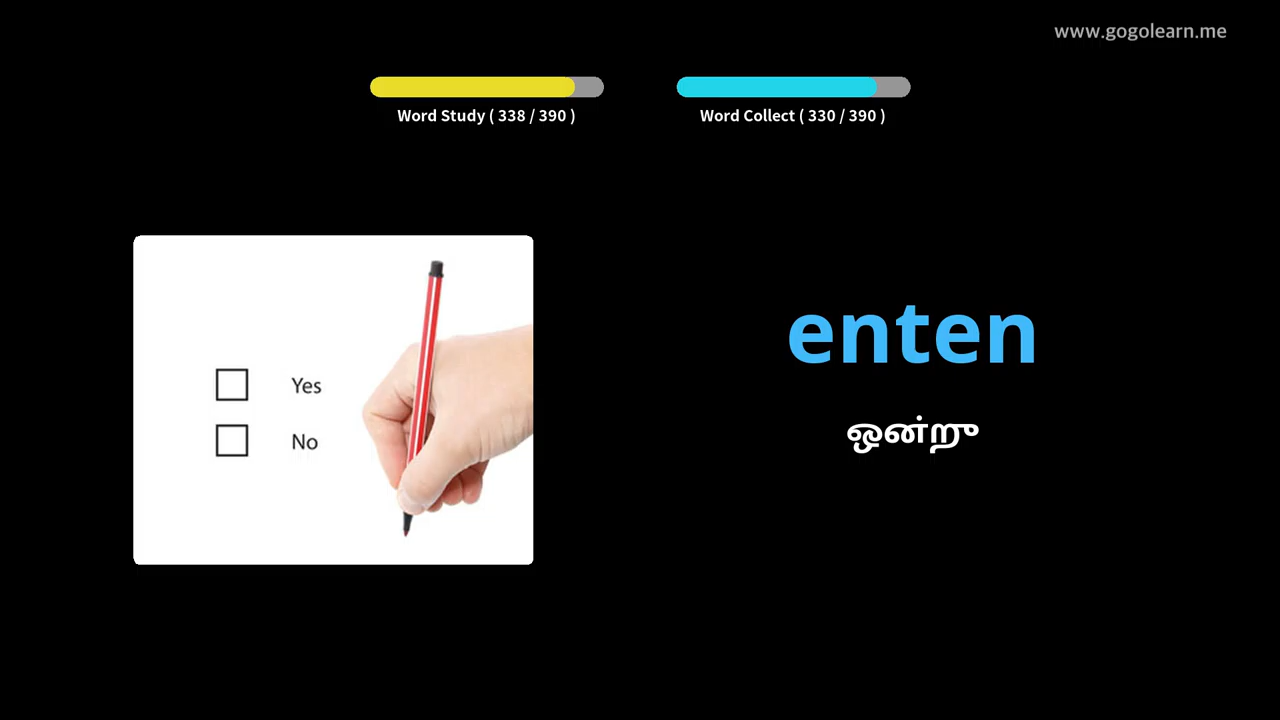 www.gogolearn.me
Word Study ( 338 / 390 )
Word Collect ( 330 / 390 )
Yes
No
enten
ஒன்று